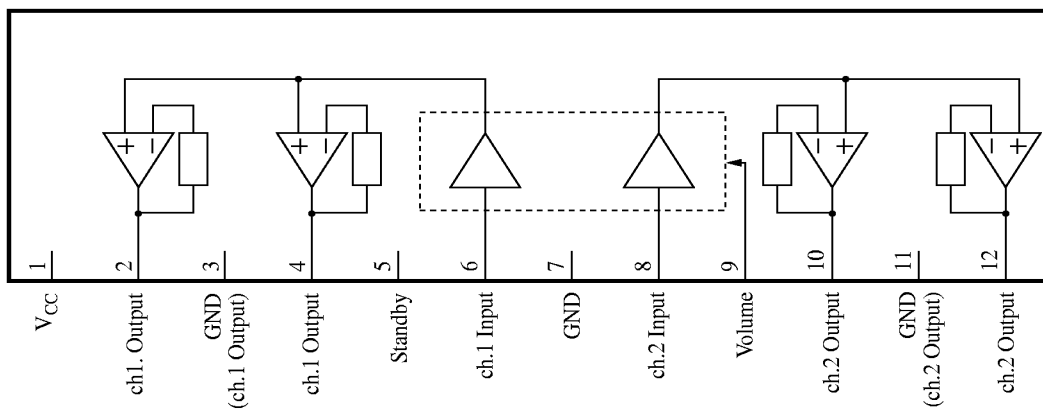 + −
+ −
− +
− +
1
2
3
4
5
6
7
8
9
10
11
12
VCC
ch1. Output
GND
(ch.1 Output)
ch.1 Output
Standby
ch.1 Input
GND
ch.2 Input
Volume
ch.2 Output
GND
(ch.2 Output)
ch.2 Output